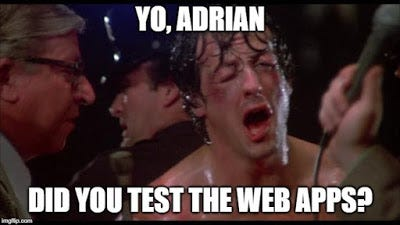 YO, ADRIAN
DID YOU TEST THE WEB APPS?
imgflip.com